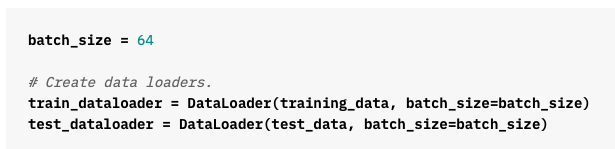 batch_size = 64
# Create data loaders.
train_dataloader = DataLoader(training_data, batch_size=batch_size)
test_dataloader = DataLoader(test_data, batch_size=batch_size)